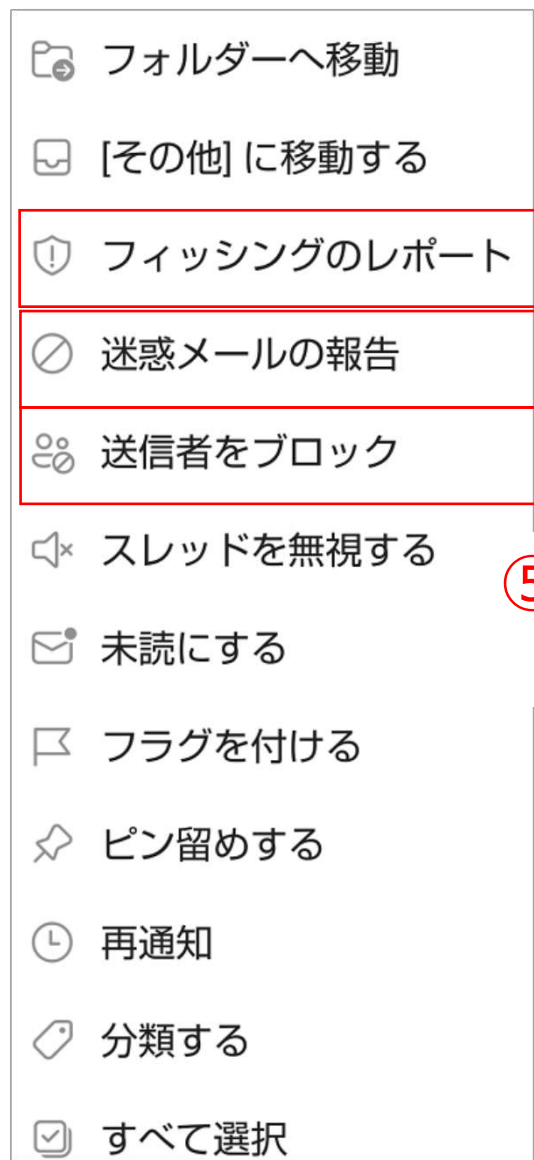 フォルダーへ移動
[その他] に移動する
フィッシングのレポート
迷惑メールの報告
送信者をブロック
スレッドを無視する
⑤
未読にする
フラグを付ける
ピン留めする
再通知
分類する
すべて選択